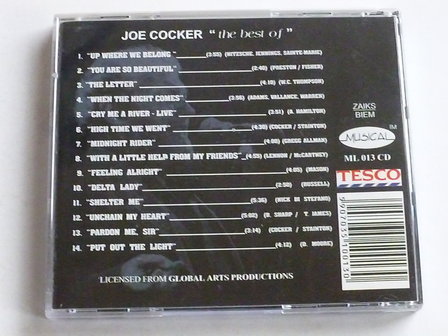 JOE COCKER "the best of"
1. "UP WHERE WE BELONG" (3:55) (NITZSCHE, JENNINGS, SAINTE-MARIE)
2. "YOU ARE SO BEAUTIFUL" (2:40) (PRESTON / FISHER)
3. "THE LETTER" (4:10) (W.C. THOMPSON)
4. "WHEN THE NIGHT COMES" (3:56) (ADAMS, VALLANCE, WARREN)
5. "CRY ME A RIVER - LIVE" (3:51) (A. HAMILTON)
6. "HIGH TIME WE WENT" (4:30) (COCKER / STAINTON)
7. "MIDNIGHT RIDER" (4:00) (GREGG ALLMAN)
8. "WITH A LITTLE HELP FROM MY FRIENDS" (4:59) (LENNON / McCARTNEY)
9. "FEELING ALRIGHT" (4:05) (MASON)
10. "DELTA LADY" (2:50) (RUSSELL)
11. "SHELTER ME" (5:35) (NICK DI STEFANO)
12. "UNCHAIN MY HEART" (5:02) (B. SHARP / T. JAMES)
13. "PARDON ME, SIR" (3:14) (COCKER / STAINTON)
14. "PUT OUT THE LIGHT" (4:12) (D. MOORE)
LICENSED FROM GLOBAL ARTS PRODUCTIONS
ZAIKS
BIEM
MUSICAL TM
ML 013 CD
TESCO
9907035100130